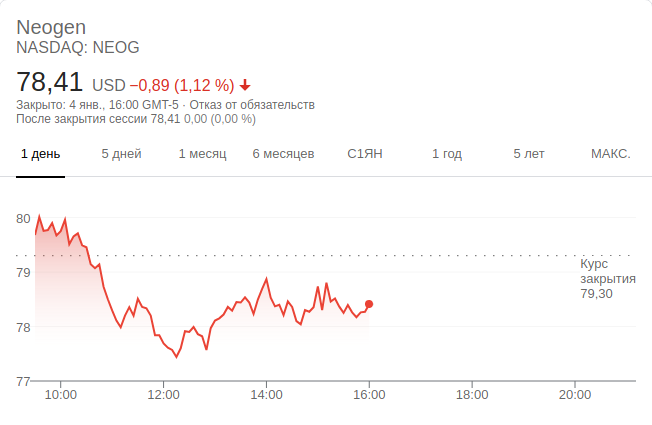 Neogen
NASDAQ: NEOG
78,41 USD −0,89 (1,12 %)
Закрыто: 4 янв., 16:00 GMT-5 · Отказ от обязательств
После закрытия сессии 78,41 0,00 (0,00 %)
1 день 5 дней 1 месяц 6 месяцев С1ЯН 1 год 5 лет МАКС.
80
79
78
77
Курс
закрытия
79,30
10:00 12:00 14:00 16:00 18:00 20:00